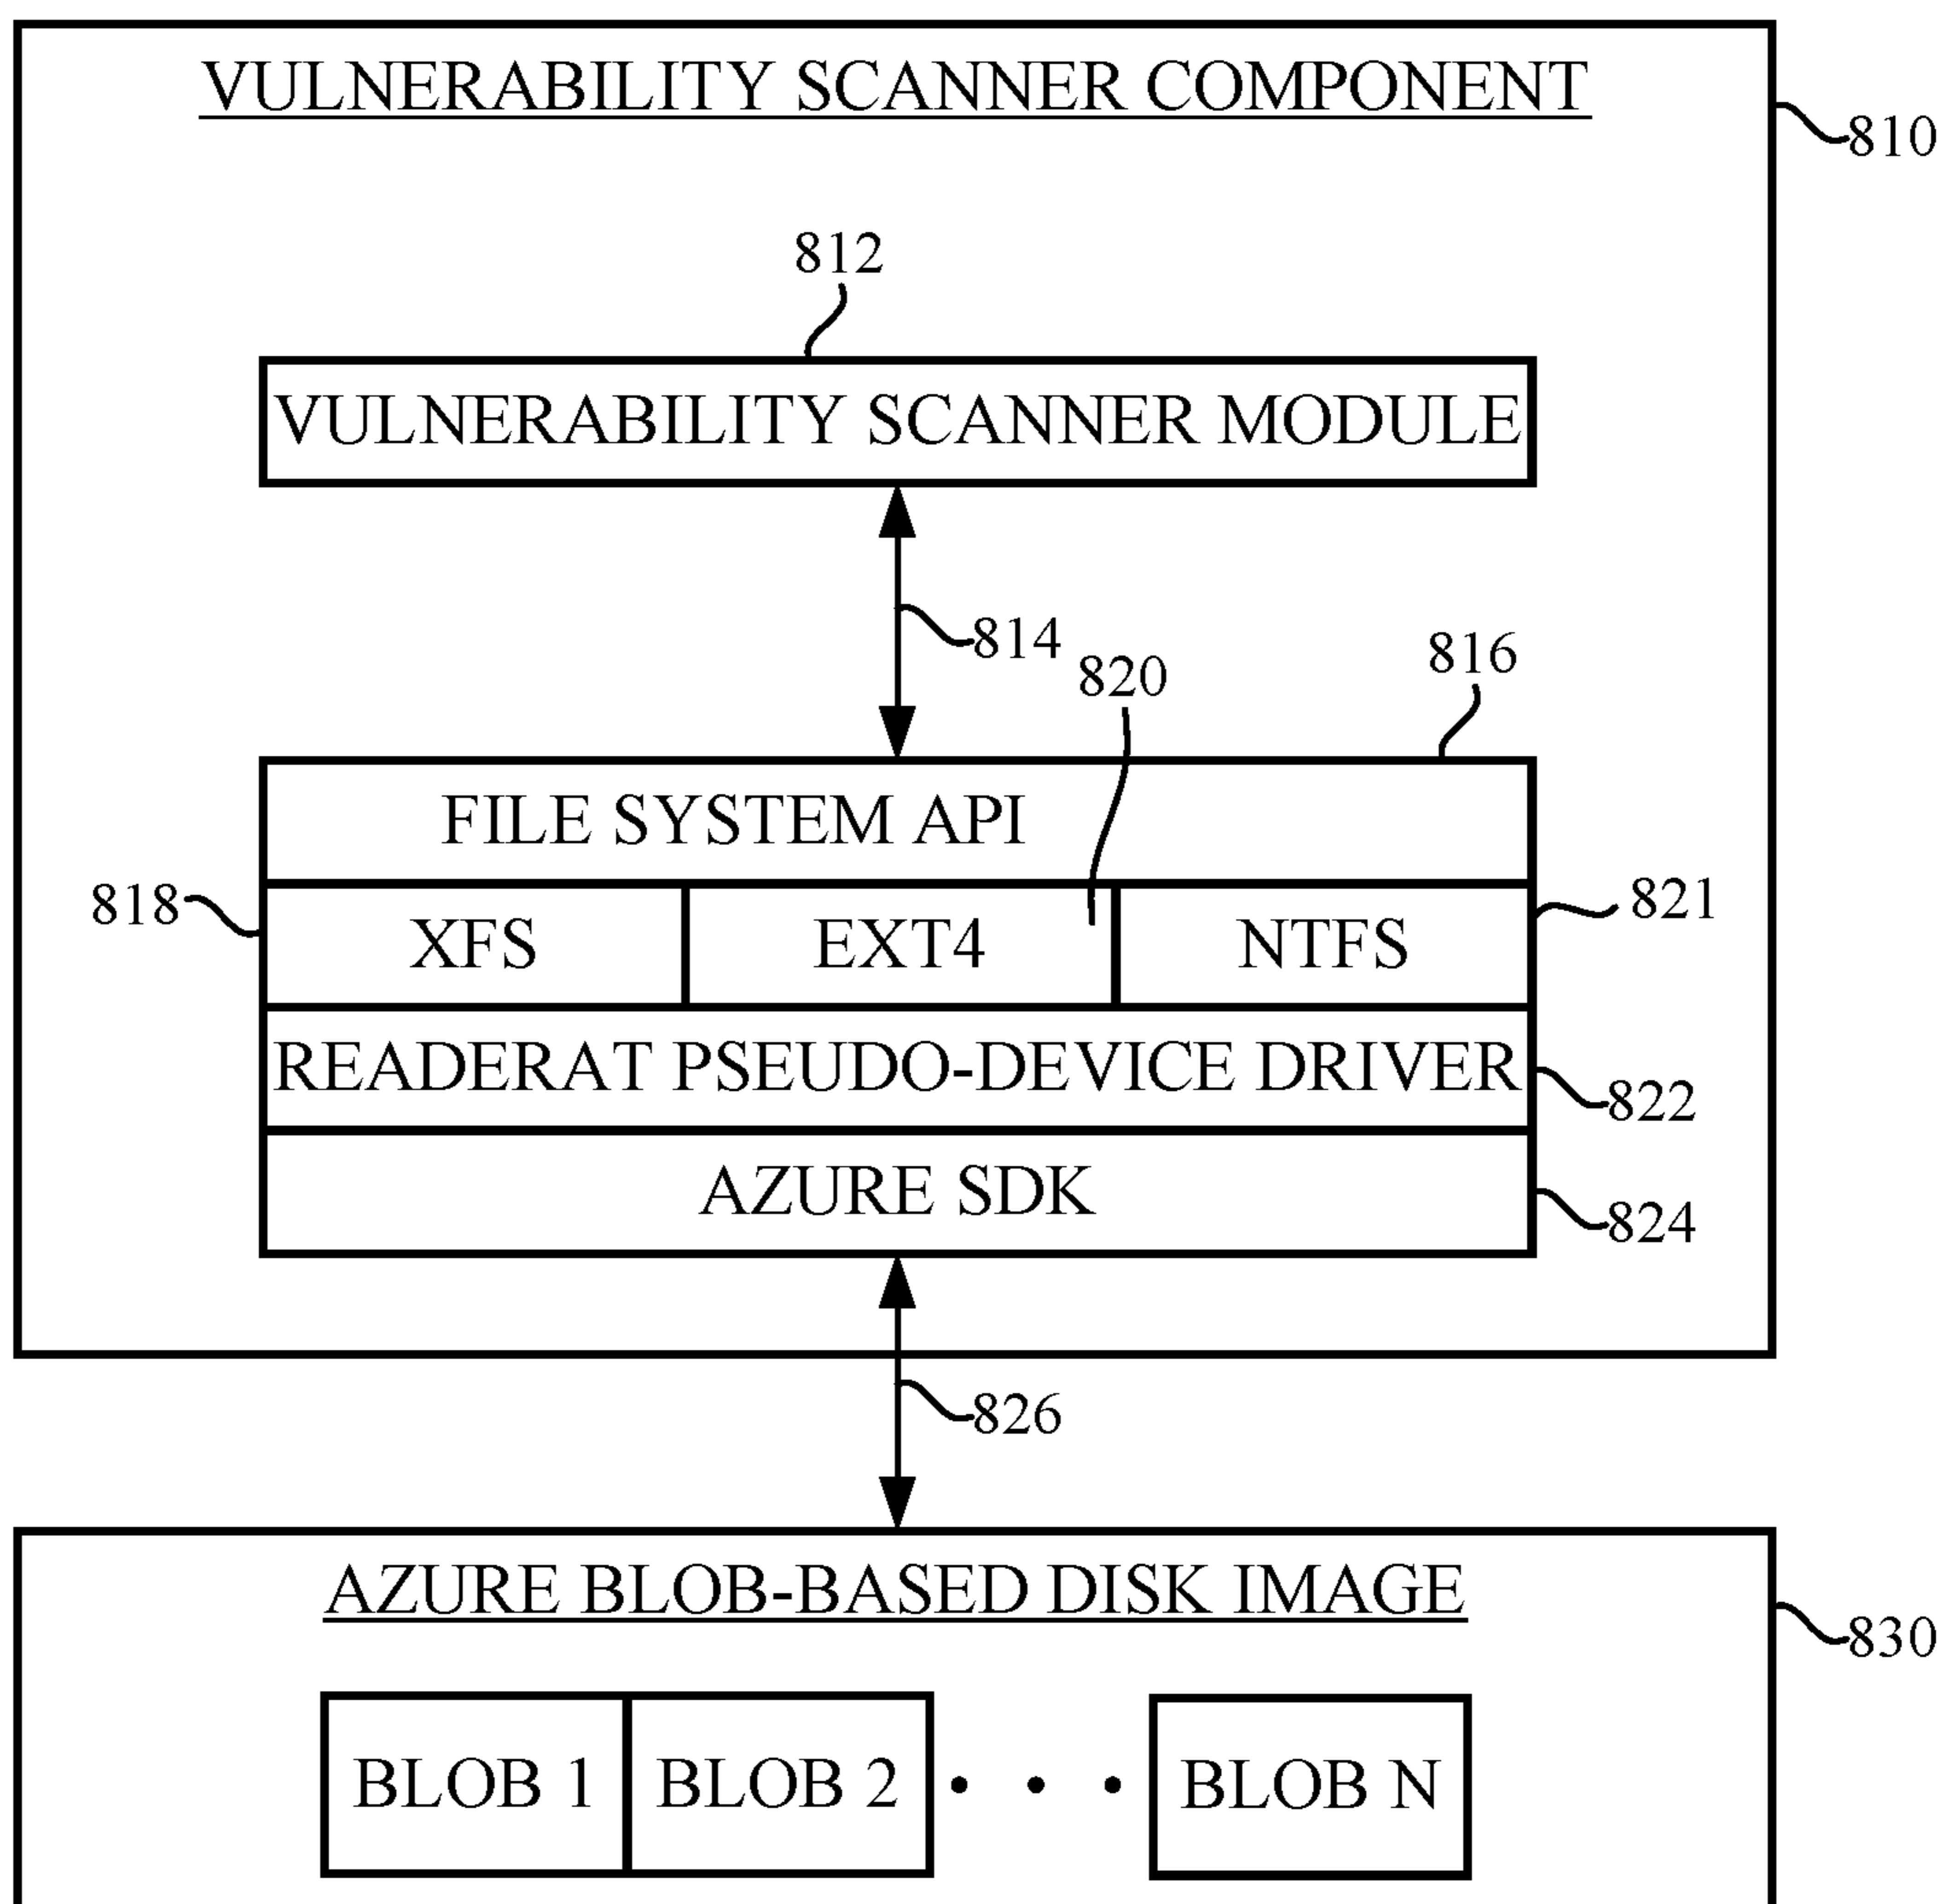 VULNERABILITY SCANNER COMPONENT
810
812
VULNERABILITY SCANNER MODULE
814
820
816
FILE SYSTEM API
818
XFS
EXT4
NTFS
821
READERAT PSEUDO-DEVICE DRIVER
822
AZURE SDK
824
826
AZURE BLOB-BASED DISK IMAGE
830
BLOB 1
BLOB 2
• • •
BLOB N